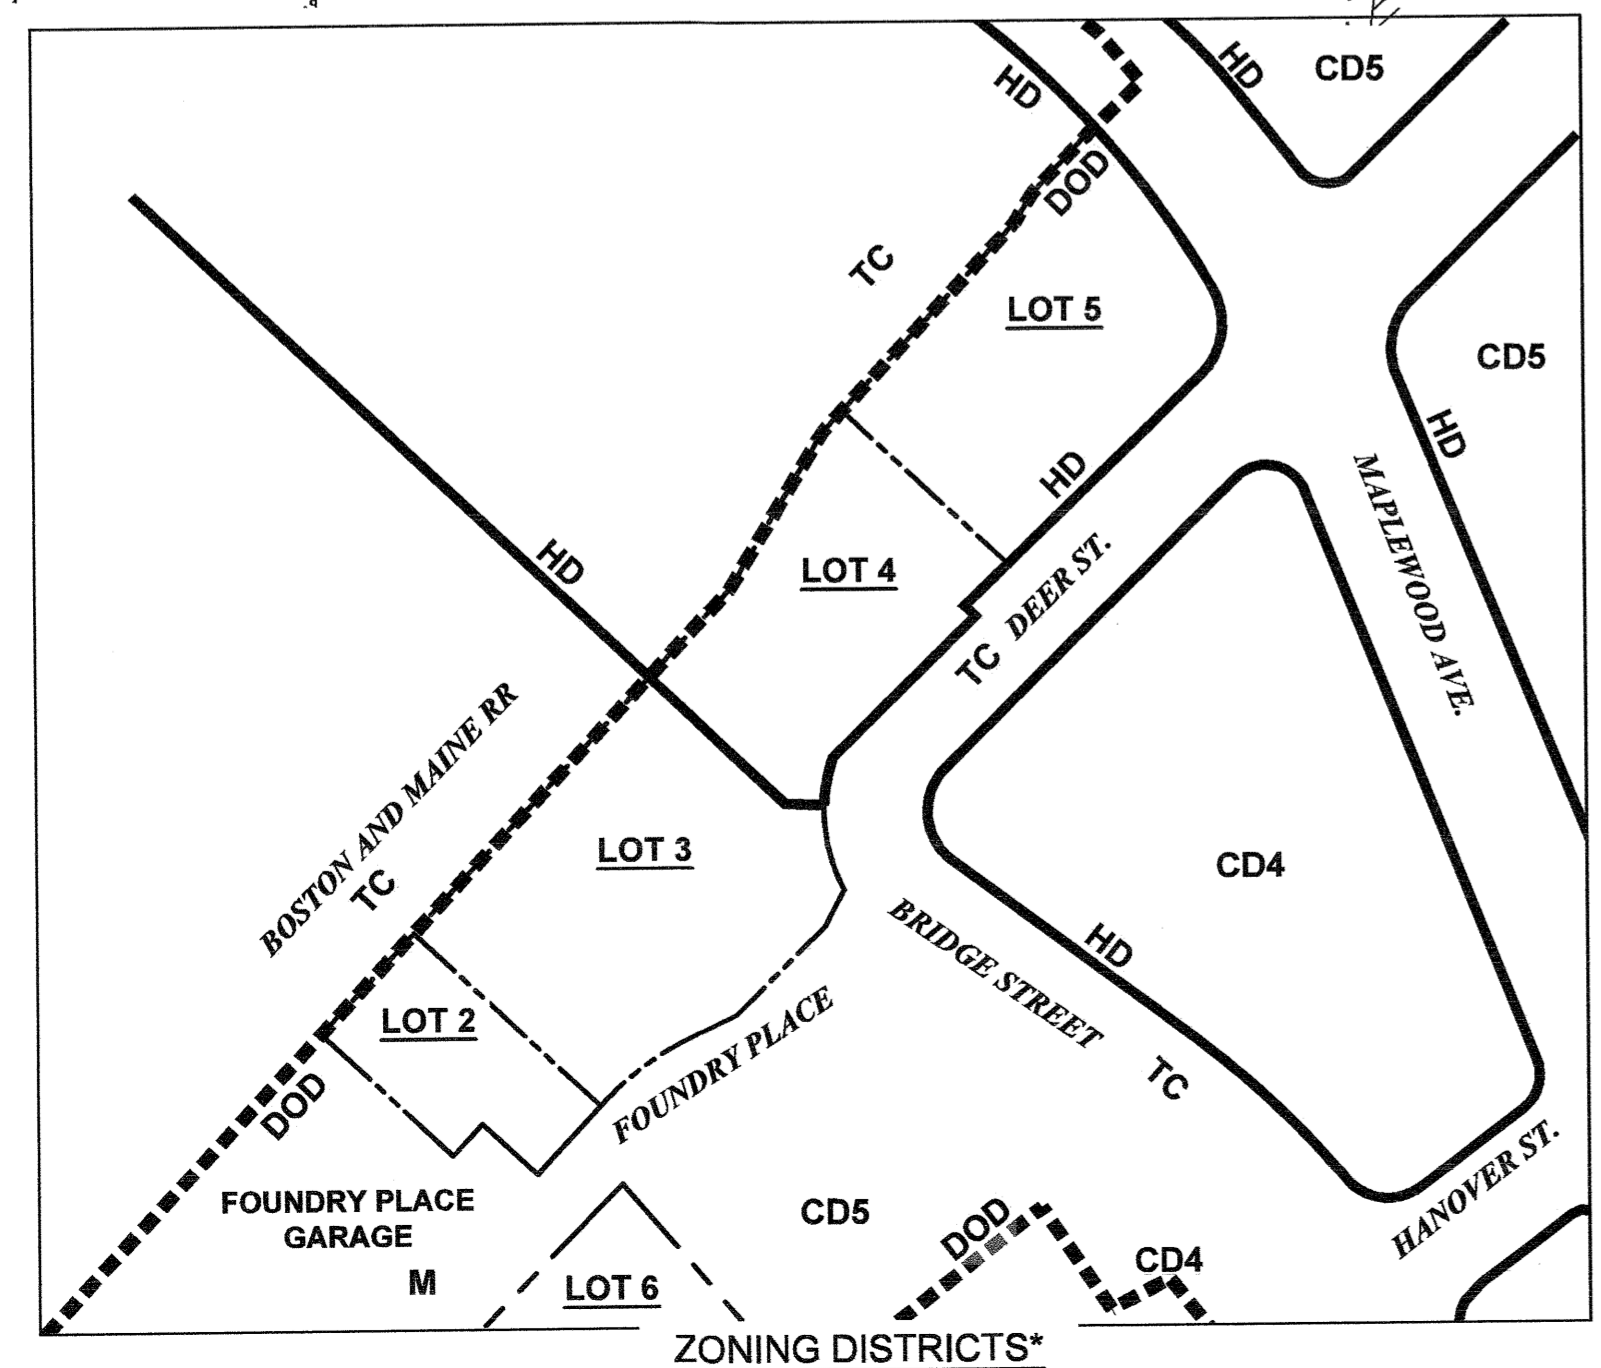 HD
HD
CD5
DOD
TC
LOT 5
CD5
HD
HD
MAPLEWOOD AVE.
HD
LOT 4
DEER ST.
TC
BOSTON AND MAINE RR
TC
LOT 3
CD4
BRIDGE STREET
HD
LOT 2
FOUNDRY PLACE
TC
DOD
HANOVER ST.
FOUNDRY PLACE
GARAGE
M
LOT 6
CD5
DOD
CD4
ZONING DISTRICTS*